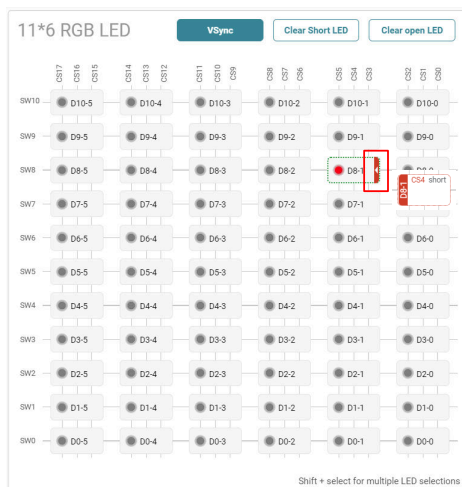 11*6 RGB LED VSync Clear Short LED Clear open LED
CS17 CS16 CS15 CS14 CS13 CS12 CS11 CS10 CS9 CS8 CS7 CS6 CS5 CS4 CS3 CS2 CS1 CS0
SW10 D10-5 D10-4 D10-3 D10-2 D10-1 D10-0
SW9 D9-5 D9-4 D9-3 D9-2 D9-1 D9-0
SW8 D8-5 D8-4 D8-3 D8-2 D8-1
D8-1 CS4 short
SW7 D7-5 D7-4 D7-3 D7-2 D7-1
SW6 D6-5 D6-4 D6-3 D6-2 D6-1 D6-0
SW5 D5-5 D5-4 D5-3 D5-2 D5-1 D5-0
SW4 D4-5 D4-4 D4-3 D4-2 D4-1 D4-0
SW3 D3-5 D3-4 D3-3 D3-2 D3-1 D3-0
SW2 D2-5 D2-4 D2-3 D2-2 D2-1 D2-0
SW1 D1-5 D1-4 D1-3 D1-2 D1-1 D1-0
SW0 D0-5 D0-4 D0-3 D0-2 D0-1 D0-0
Shift + select for multiple LED selections